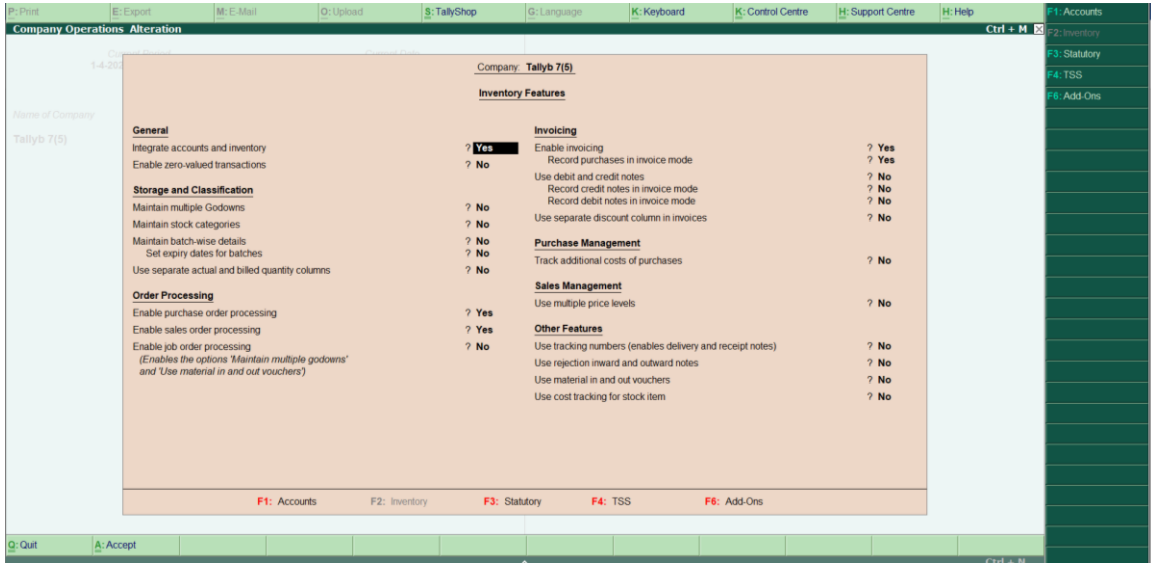 P: Print E: Export M: E-Mail O: Upload S: TallyShop G: Language K: Keyboard K: Control Centre H: Support Centre H: Help
Company Operations Alteration Ctrl + M
Current Date
1-4-202
Name of Company
Tallyb 7(5)
Company: Tallyb 7(5)
Inventory Features
General
Integrate accounts and inventory ? Yes
Enable zero-valued transactions ? No
Storage and Classification
Maintain multiple Godowns ? No
Maintain stock categories ? No
Maintain batch-wise details ? No
Set expiry dates for batches ? No
Use separate actual and billed quantity columns ? No
Order Processing
Enable purchase order processing ? Yes
Enable sales order processing ? Yes
Enable job order processing ? No
(Enables the options 'Maintain multiple godowns'
and 'Use material in and out vouchers')
Invoicing
Enable invoicing ? Yes
Record purchases in invoice mode ? Yes
Use debit and credit notes ? No
Record credit notes in invoice mode ? No
Record debit notes in invoice mode ? No
Use separate discount column in invoices ? No
Purchase Management
Track additional costs of purchases ? No
Sales Management
Use multiple price levels ? No
Other Features
Use tracking numbers (enables delivery and receipt notes) ? No
Use rejection inward and outward notes ? No
Use material in and out vouchers ? No
Use cost tracking for stock item ? No
F1: Accounts F2: Inventory F3: Statutory F4: TSS F6: Add-Ons
F1: Accounts
F2: Inventory
F3: Statutory
F4: TSS
F6: Add-Ons
Q: Quit A: Accept
Ctrl + N